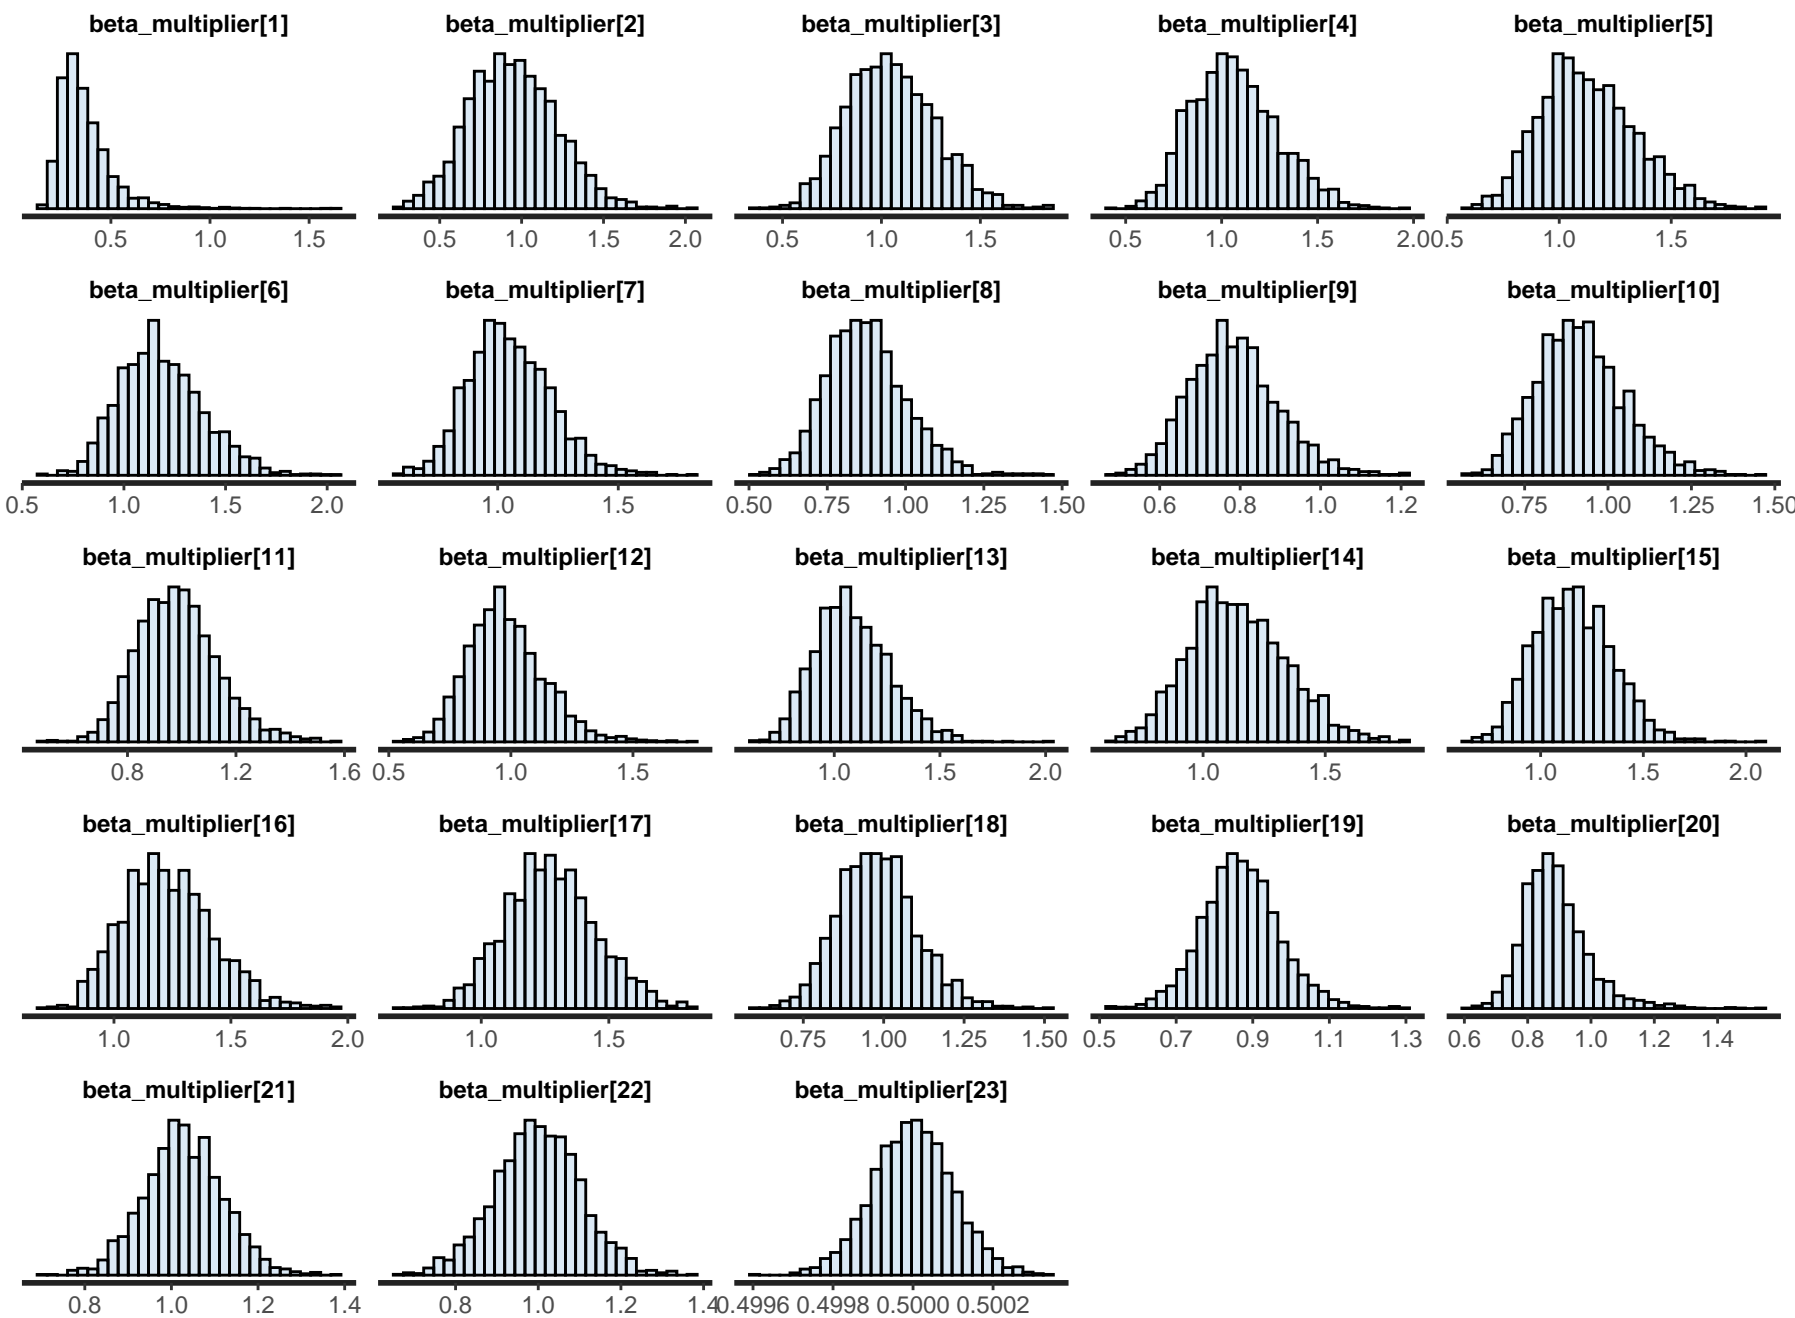 beta_multiplier[1] beta_multiplier[2] beta_multiplier[3] beta_multiplier[4] beta_multiplier[5]
0.5 1.0 1.5 0.5 1.0 1.5 2.0 0.5 1.0 1.5 0.5 1.0 1.5 2.0 0.5 1.0 1.5
beta_multiplier[6] beta_multiplier[7] beta_multiplier[8] beta_multiplier[9] beta_multiplier[10]
0.5 1.0 1.5 2.0 1.0 1.5 0.50 0.75 1.00 1.25 1.50 0.6 0.8 1.0 1.2 0.75 1.00 1.25 1.50
beta_multiplier[11] beta_multiplier[12] beta_multiplier[13] beta_multiplier[14] beta_multiplier[15]
0.8 1.2 1.6 0.5 1.0 1.5 1.0 1.5 2.0 1.0 1.5 1.0 1.5 2.0
beta_multiplier[16] beta_multiplier[17] beta_multiplier[18] beta_multiplier[19] beta_multiplier[20]
1.0 1.5 2.0 1.0 1.5 0.75 1.00 1.25 1.50 0.5 0.7 0.9 1.1 1.3 0.6 0.8 1.0 1.2 1.4
beta_multiplier[21] beta_multiplier[22] beta_multiplier[23]
0.8 1.0 1.2 1.4 0.8 1.0 1.2 1.4 0.4996 0.4998 0.5000 0.5002